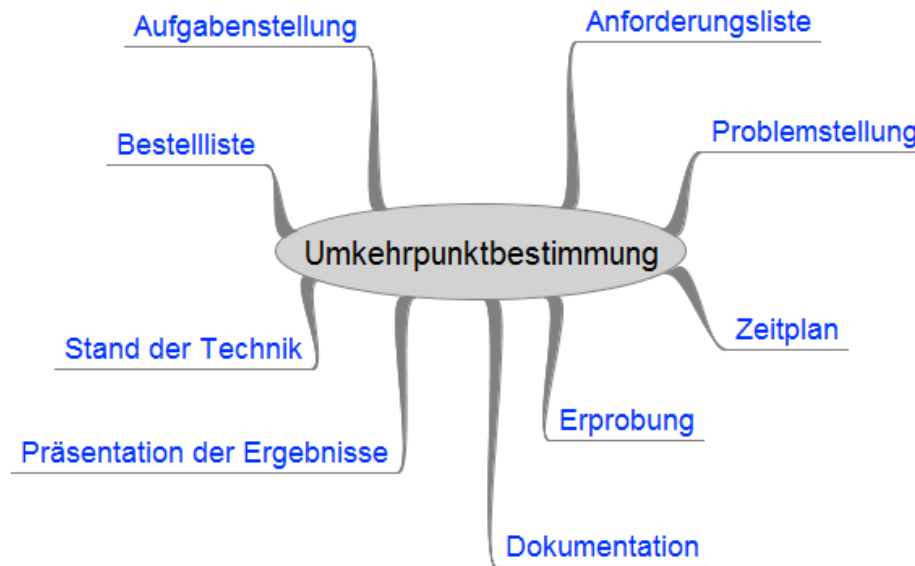 Aufgabenstellung
Anforderungsliste
Bestellliste
Problemstellung
Umkehrpunktbestimmung
Stand der Technik
Zeitplan
Präsentation der Ergebnisse
Erprobung
Dokumentation